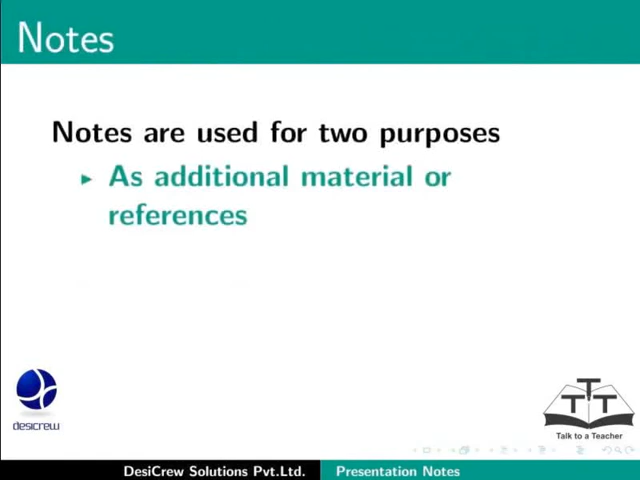 Notes
Notes are used for two purposes
As additional material or
references
desicrew
T
T T
Talk to a Teacher
DesiCrew Solutions Pvt.Ltd. Presentation Notes